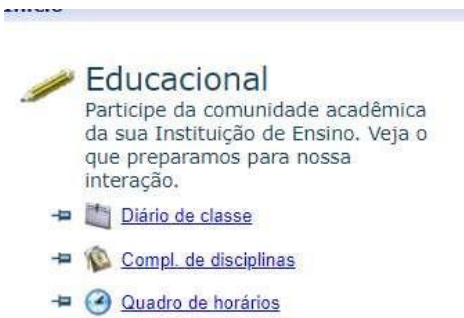 Educacional
Participe da comunidade acadêmica
da sua Instituição de Ensino. Veja o
que preparamos para nossa
interação.
Diário de classe
Compl. de disciplinas
Quadro de horários